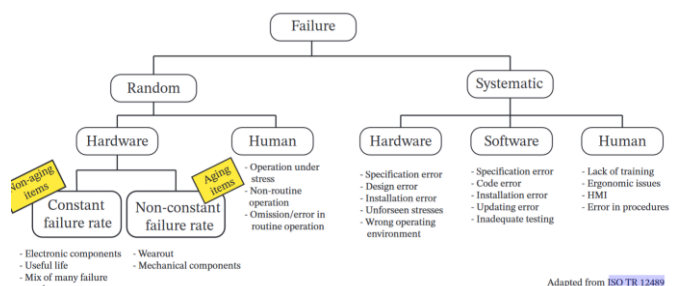 Failure
Random
Systematic
Hardware
Human
Hardware
Software
Human
Non-aging
items
Aging
items
Constant
failure rate
Non-constant
failure rate
- Operation under
stress
- Non-routine
operation
- Omission/error in
routine operation
- Specification error
- Design error
- Installation error
- Unforseen stresses
- Wrong operating
environment
- Specification error
- Code error
- Installation error
- Updating error
- Inadequate testing
- Lack of training
- Ergonomic issues
- HMI
- Error in procedures
- Electronic components
- Useful life
- Mix of many failure
- Wearout
- Mechanical components
Adapted from ISO TR 12489